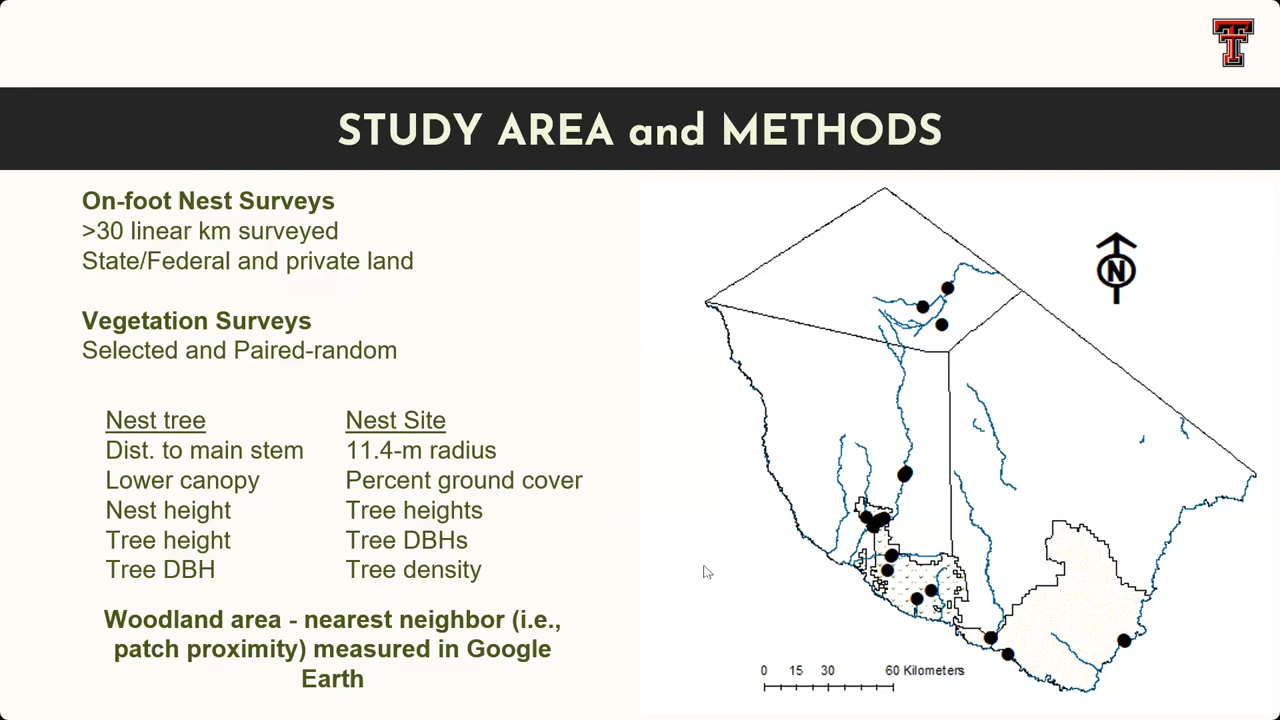 STUDY AREA and METHODS
On-foot Nest Surveys
>30 linear km surveyed
State/Federal and private land
Vegetation Surveys
Selected and Paired-random
Nest tree
Dist. to main stem
Lower canopy
Nest height
Tree height
Tree DBH
Nest Site
11.4-m radius
Percent ground cover
Tree heights
Tree DBHs
Tree density
Woodland area - nearest neighbor (i.e.,
patch proximity) measured in Google
Earth
N
0 15 30 60 Kilometers